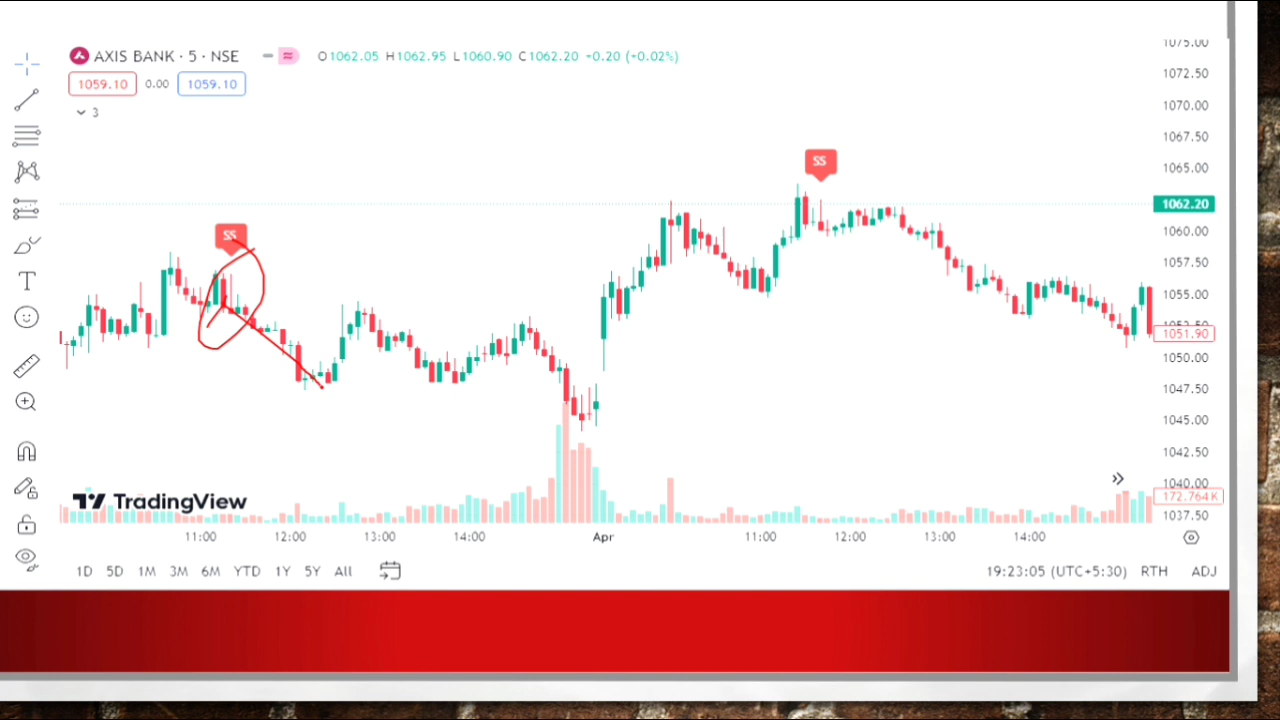 AXIS BANK · 5 · NSE O1062.05 H1062.95 L1060.90 C1062.20 +0.20 (+0.02%)
1059.10 0.00 1059.10
3
SS
SS
1075.00
1072.50
1070.00
1067.50
1065.00
1062.20
1060.00
1057.50
1055.00
1052.50
1051.90
1050.00
1047.50
1045.00
1042.50
1040.00
172.764K
1037.50
TradingView
11:00 12:00 13:00 14:00 Apr 11:00 12:00 13:00 14:00
1D 5D 1M 3M 6M YTD 1Y 5Y All 19:23:05 (UTC+5:30) RTH ADJ